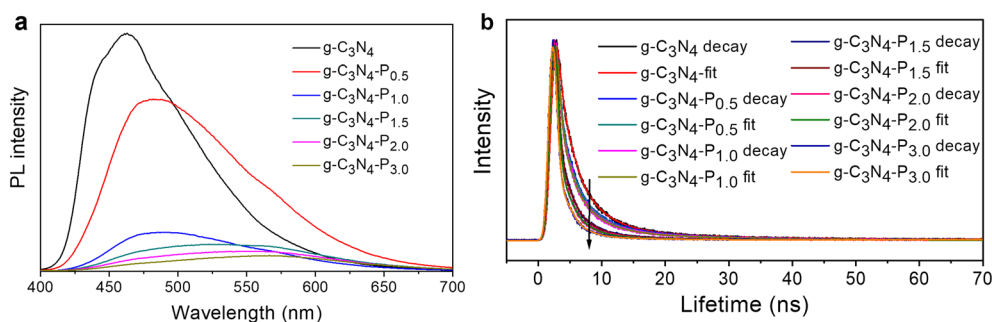 a
PL intensity
g-C₃N₄
g-C₃N₄-P₀.₅
g-C₃N₄-P₁.₀
g-C₃N₄-P₁.₅
g-C₃N₄-P₂.₀
g-C₃N₄-P₃.₀
400 450 500 550 600 650 700
Wavelength (nm)
b
Intensity
g-C₃N₄ decay
g-C₃N₄-fit
g-C₃N₄-P₀.₅ decay
g-C₃N₄-P₀.₅ fit
g-C₃N₄-P₁.₀ decay
g-C₃N₄-P₁.₀ fit
g-C₃N₄-P₁.₅ decay
g-C₃N₄-P₁.₅ fit
g-C₃N₄-P₂.₀ decay
g-C₃N₄-P₂.₀ fit
g-C₃N₄-P₃.₀ decay
g-C₃N₄-P₃.₀ fit
0 10 20 30 40 50 60 70
Lifetime (ns)